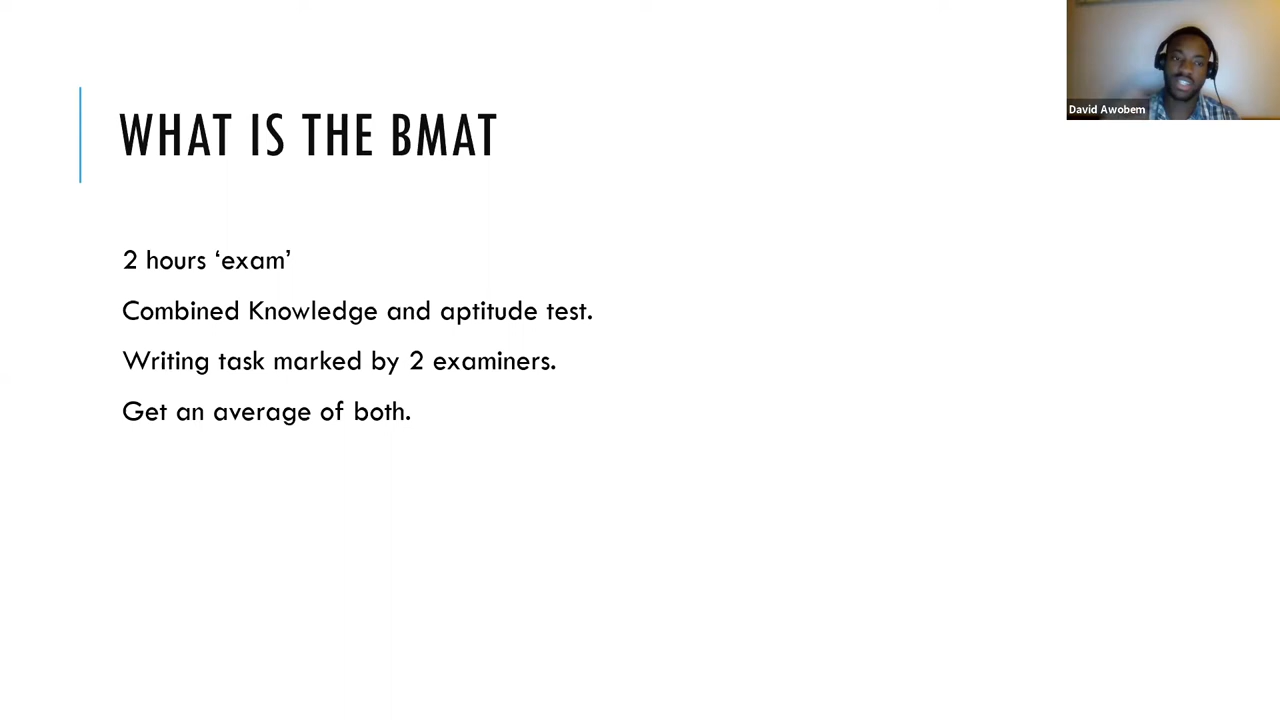 WHAT IS THE BMAT
2 hours ‘exam’
Combined Knowledge and aptitude test.
Writing task marked by 2 examiners.
Get an average of both.
David Awobem